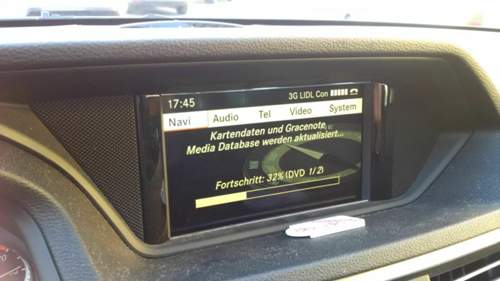 17:45 3G LIDL Con
Navi Audio Tel Video System
Kartendaten und Gracenote
Media Database werden aktualisiert...
Fortschritt: 32% (DVD 1/2)